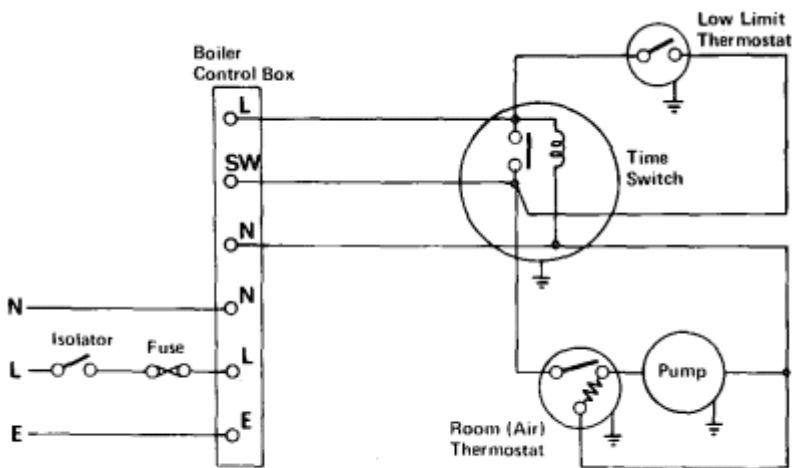 Low Limit
Thermostat
Boiler
Control Box
L
SW
Time
Switch
N
N
N
Isolator
Fuse
L
L
Pump
E
E
Room (Air)
Thermostat